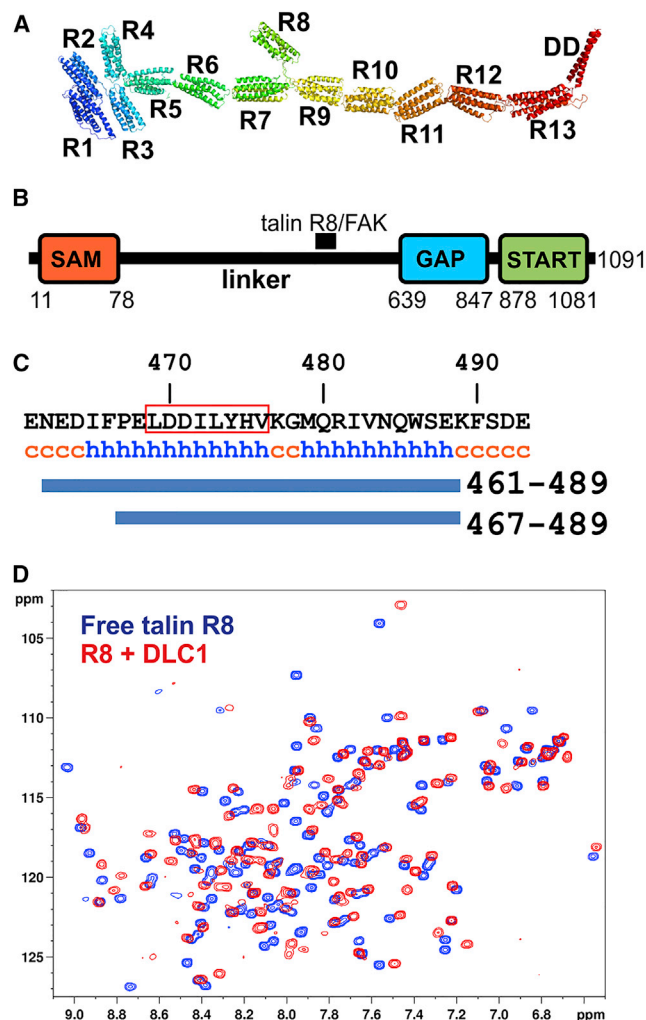 A
R2
R4
R8
DD
R6
R10
R12
R5
R7
R9
R1
R3
R11
R13
B
talin R8/FAK
SAM
GAP
START
1091
linker
11 78 639 847 878 1081
C
470 480 490
ENEDIFPELDDILYHVKGMQRIVNQWSEKFSDE
cccchhhhhhhhhhhhcchhhhhhhhhhccccc
461-489
467-489
D
ppm
Free talin R8
R8 + DLC1
105
110
115
120
125
9.0 8.8 8.6 8.4 8.2 8.0 7.8 7.6 7.4 7.2 7.0 6.8 ppm